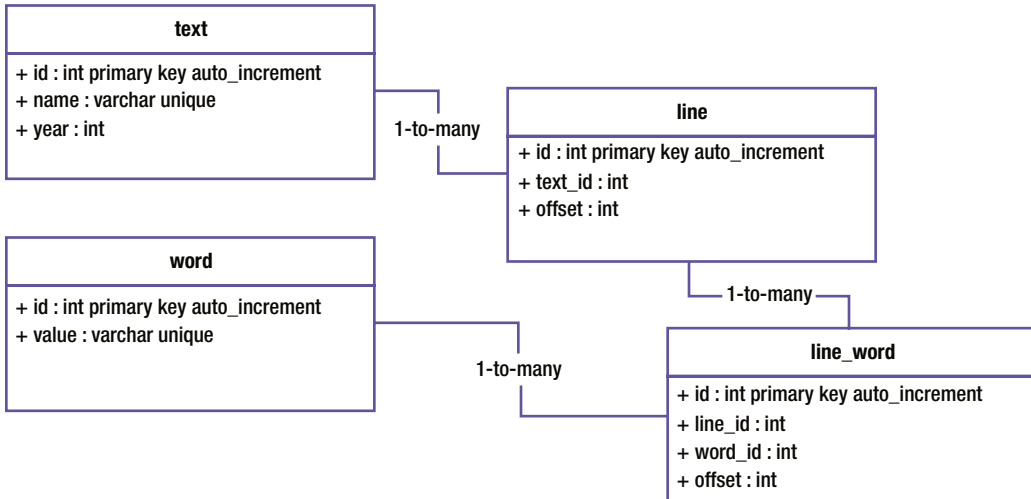 text
+ id : int primary key auto_increment
+ name : varchar unique
+ year : int
1-to-many
line
+ id : int primary key auto_increment
+ text_id : int
+ offset : int
word
+ id : int primary key auto_increment
+ value : varchar unique
1-to-many
1-to-many
line_word
+ id : int primary key auto_increment
+ line_id : int
+ word_id : int
+ offset : int